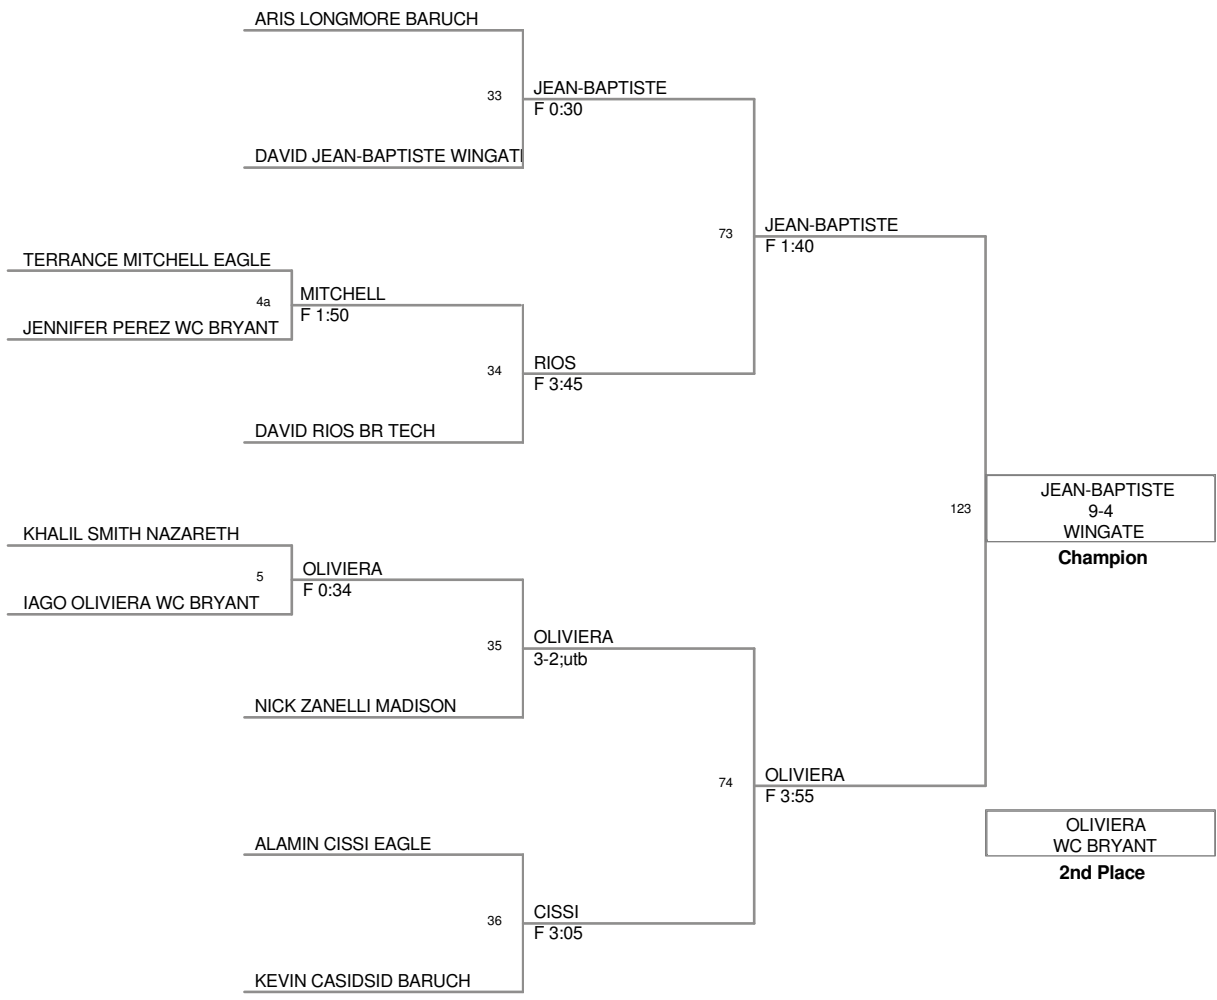 ARIS LONGMORE BARUCH
33
JEAN-BAPTISTE
F 0:30
DAVID JEAN-BAPTISTE WINGATE
73
JEAN-BAPTISTE
F 1:40
TERRANCE MITCHELL EAGLE
4a
MITCHELL
F 1:50
JENNIFER PEREZ WC BRYANT
34
RIOS
F 3:45
DAVID RIOS BR TECH
123
JEAN-BAPTISTE
9-4
WINGATE
Champion
KHALIL SMITH NAZARETH
5
OLIVIERA
F 0:34
IAGO OLIVIERA WC BRYANT
35
OLIVIERA
3-2;utb
NICK ZANELLI MADISON
74
OLIVIERA
F 3:55
OLIVIERA
WC BRYANT
2nd Place
ALAMIN CISSI EAGLE
36
CISSI
F 3:05
KEVIN CASIDSID BARUCH